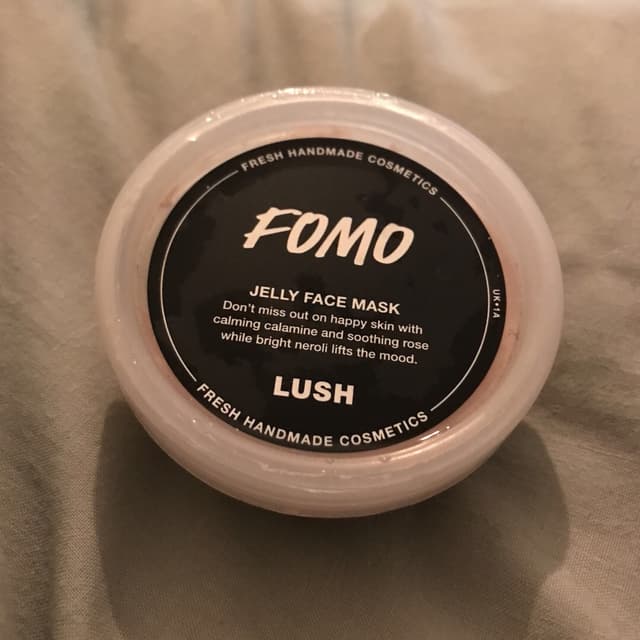 FRESH HANDMADE COSMETICS
FOMO
JELLY FACE MASK
Don't miss out on happy skin with
calming calamine and soothing rose
while bright neroli lifts the mood.
LUSH
FRESH HANDMADE COSMETICS
UK•1A